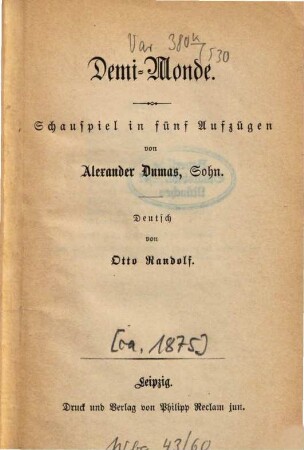 Var 380k/530
Demi-Monde.
Schauspiel in fünf Aufzügen
von
Alexander Dumas, Sohn.
Deutsch
von
Otto Randolf.
[ca. 1875]
Leipzig.
Druck und Verlag von Philipp Reclam jun.
43/60